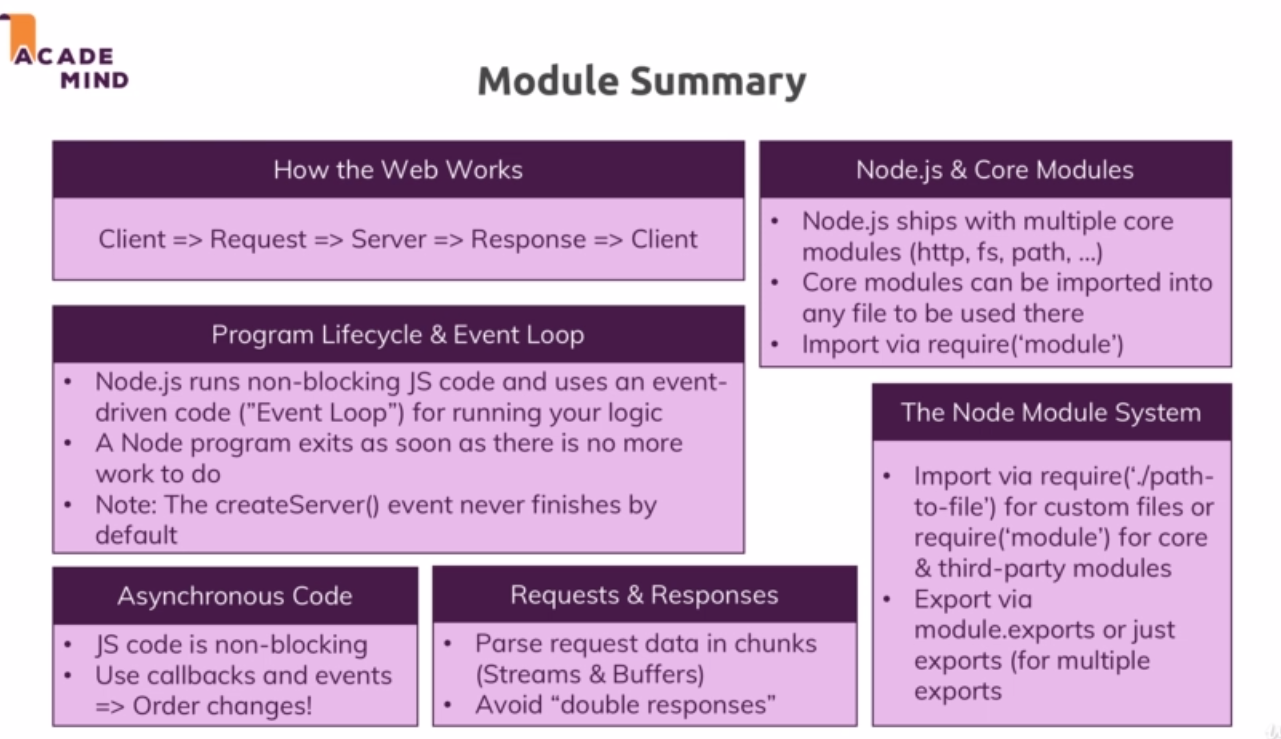 ACADE
MIND
Module Summary
How the Web Works
Client => Request => Server => Response => Client
Node.js & Core Modules
• Node.js ships with multiple core
modules (http, fs, path, ...)
• Core modules can be imported into
any file to be used there
• Import via require(‘module’)
Program Lifecycle & Event Loop
• Node.js runs non-blocking JS code and uses an event-
driven code (”Event Loop”) for running your logic
• A Node program exits as soon as there is no more
work to do
• Note: The createServer() event never finishes by
default
The Node Module System
• Import via require(‘./path-
to-file’) for custom files or
require(‘module’) for core
& third-party modules
• Export via
module.exports or just
exports (for multiple
exports
Asynchronous Code
• JS code is non-blocking
• Use callbacks and events
=> Order changes!
Requests & Responses
• Parse request data in chunks
(Streams & Buffers)
• Avoid “double responses”